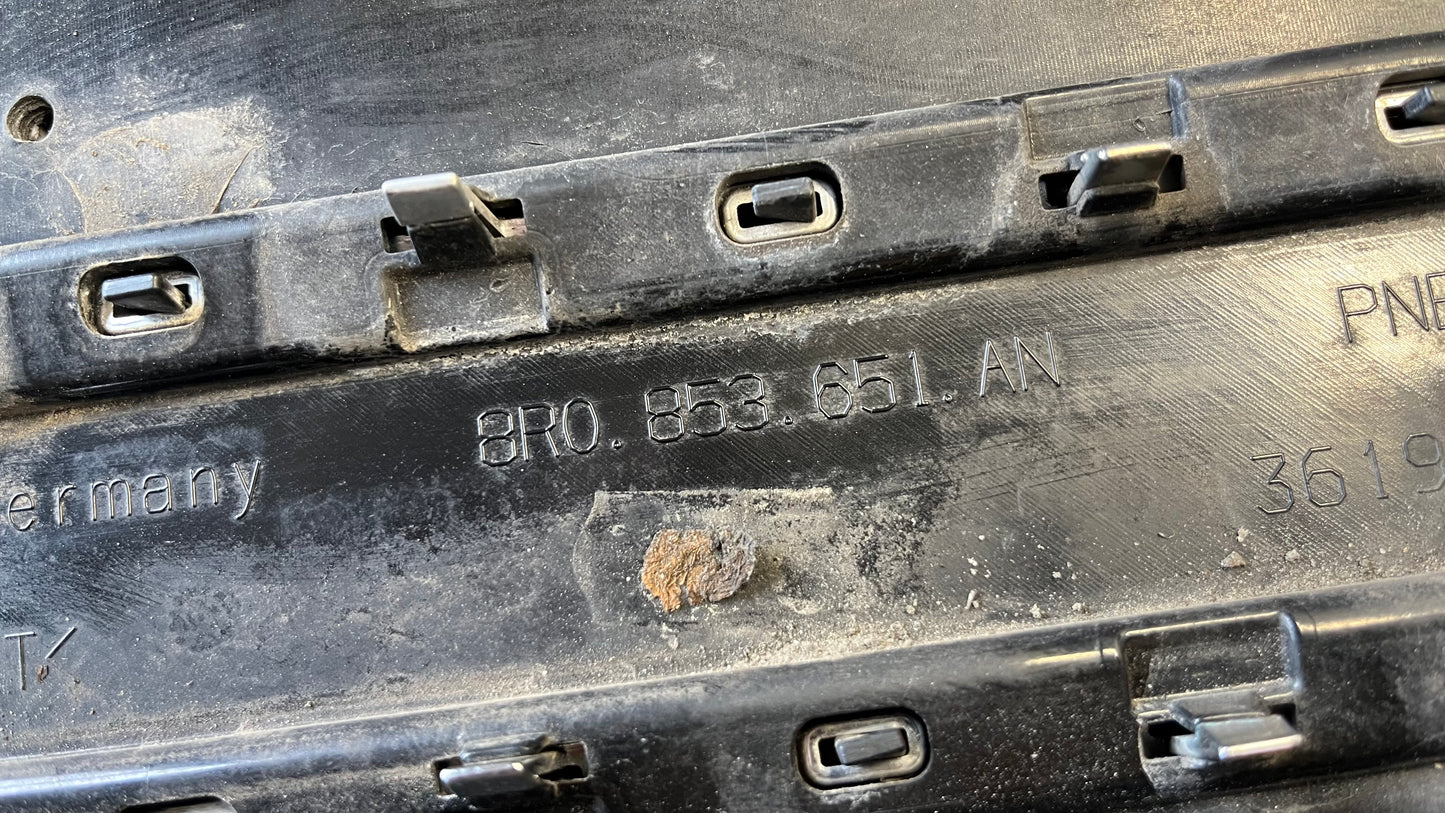 PNE
8R0. 853. 651. AN
ermany
3619
T